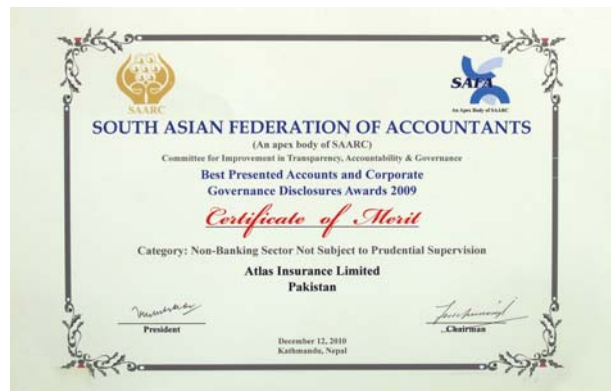 SAARC
SAFA
An Apex Body of SAARC
SOUTH ASIAN FEDERATION OF ACCOUNTANTS
(An apex body of SAARC)
Committee for Improvement in Transparency, Accountability & Governance
Best Presented Accounts and Corporate
Governance Disclosures Awards 2009
Certificate of Merit
Category: Non-Banking Sector Not Subject to Prudential Supervision
Atlas Insurance Limited
Pakistan
President
Chairman
December 12, 2010
Kathmandu, Nepal